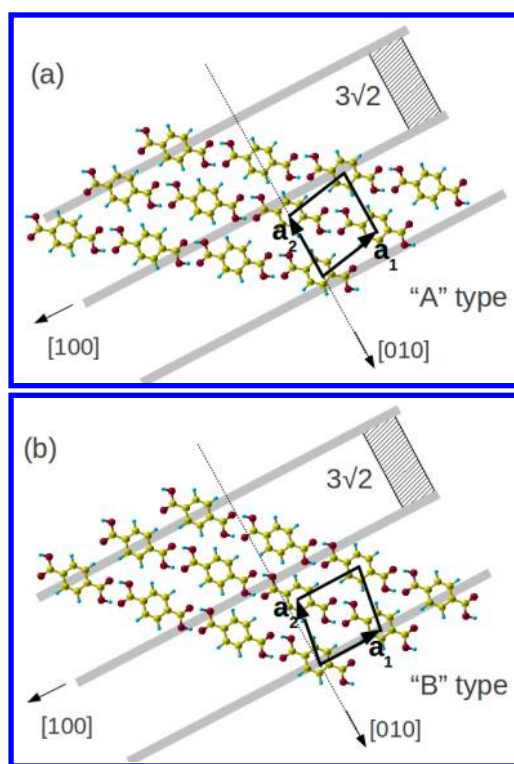 (a)
3√2
a2
a1
"A" type
[100]
[010]
(b)
3√2
a2
a1
"B" type
[100]
[010]